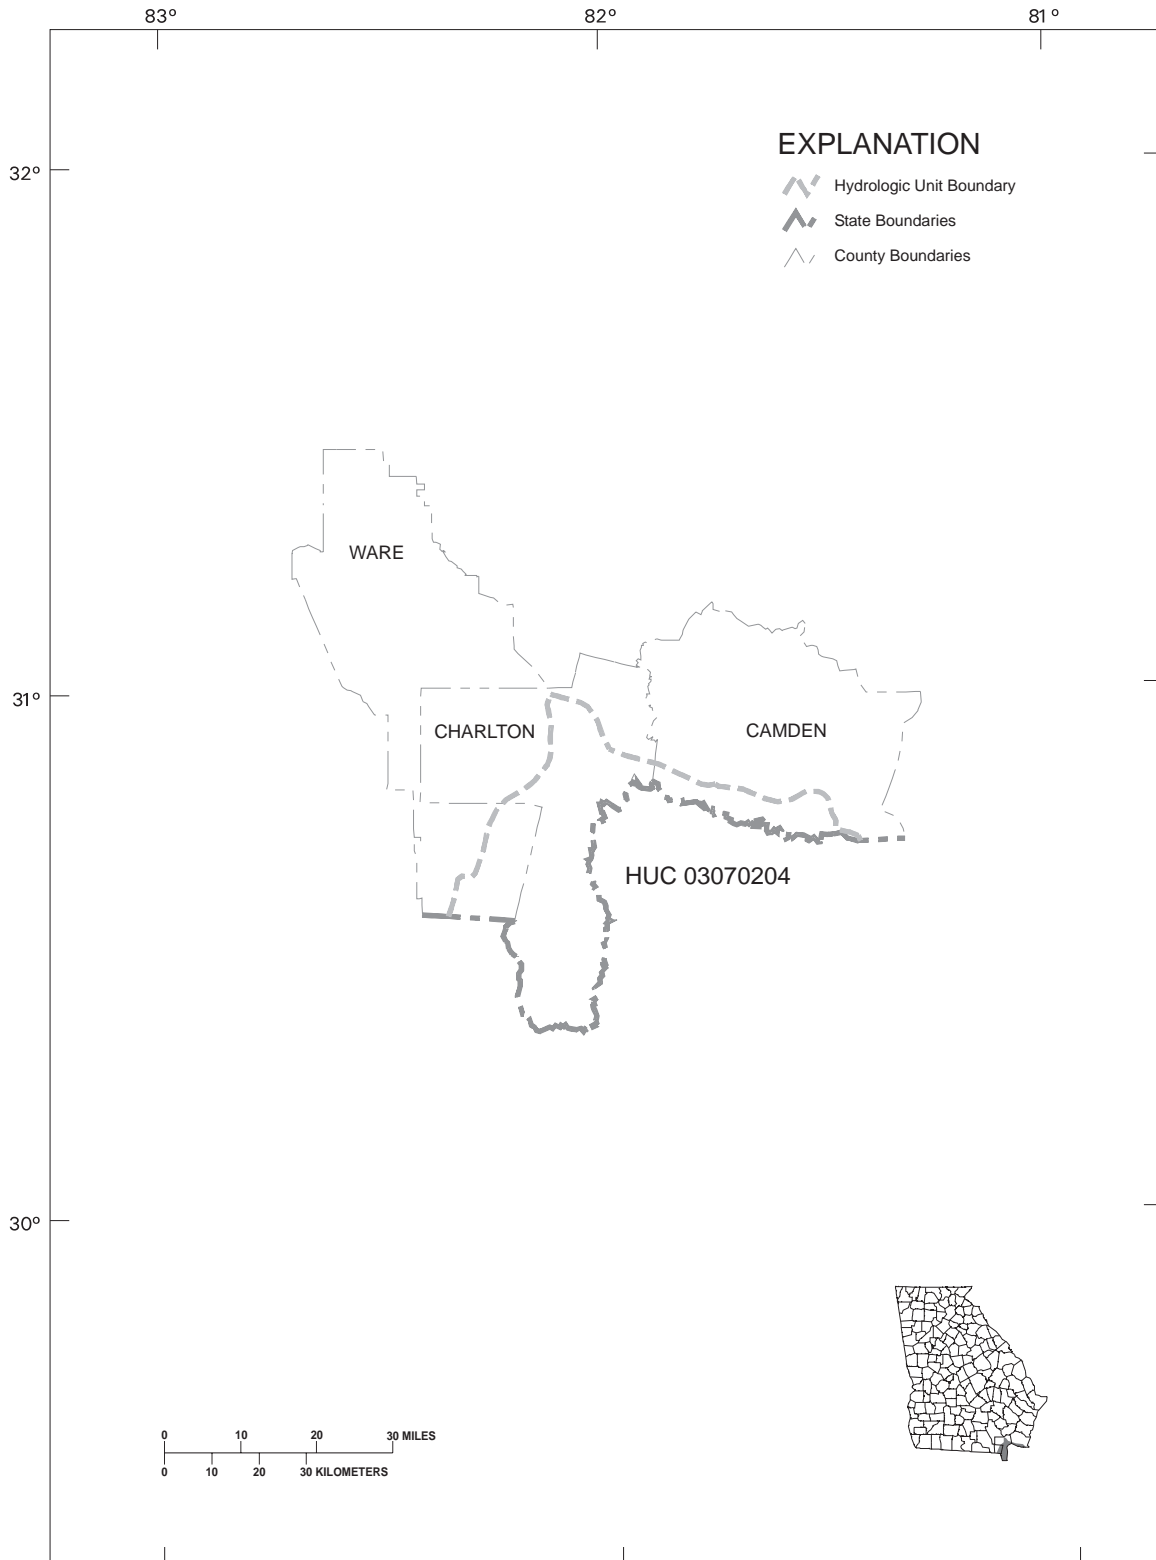 83º 82º 81º
EXPLANATION
32º
Hydrologic Unit Boundary
State Boundaries
County Boundaries
WARE
31º
CHARLTON
CAMDEN
HUC 03070204
30º
0 10 20 30 MILES
0 10 20 30 KILOMETERS